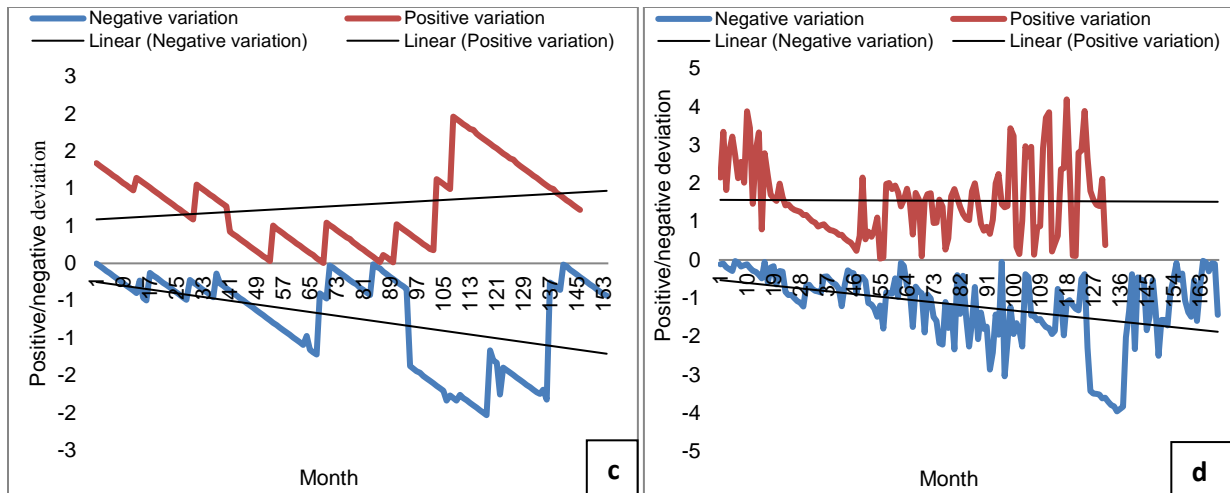 Negative variation Positive variation
Linear (Negative variation) Linear (Positive variation)
Positive/negative deviation
3
2
2
1
1
0
-1
-1
-2
-2
-3
1 9 17 25 33 41 49 57 65 73 81 89 97 105 113 121 129 137 145 153
Month
c
Negative variation Positive variation
Linear (Negative variation) Linear (Positive variation)
Positive/negative deviation
5
4
3
2
1
0
-1
-2
-3
-4
-5
1 10 19 28 37 46 55 64 73 82 91 100 109 118 127 136 145 154 163
Month
d